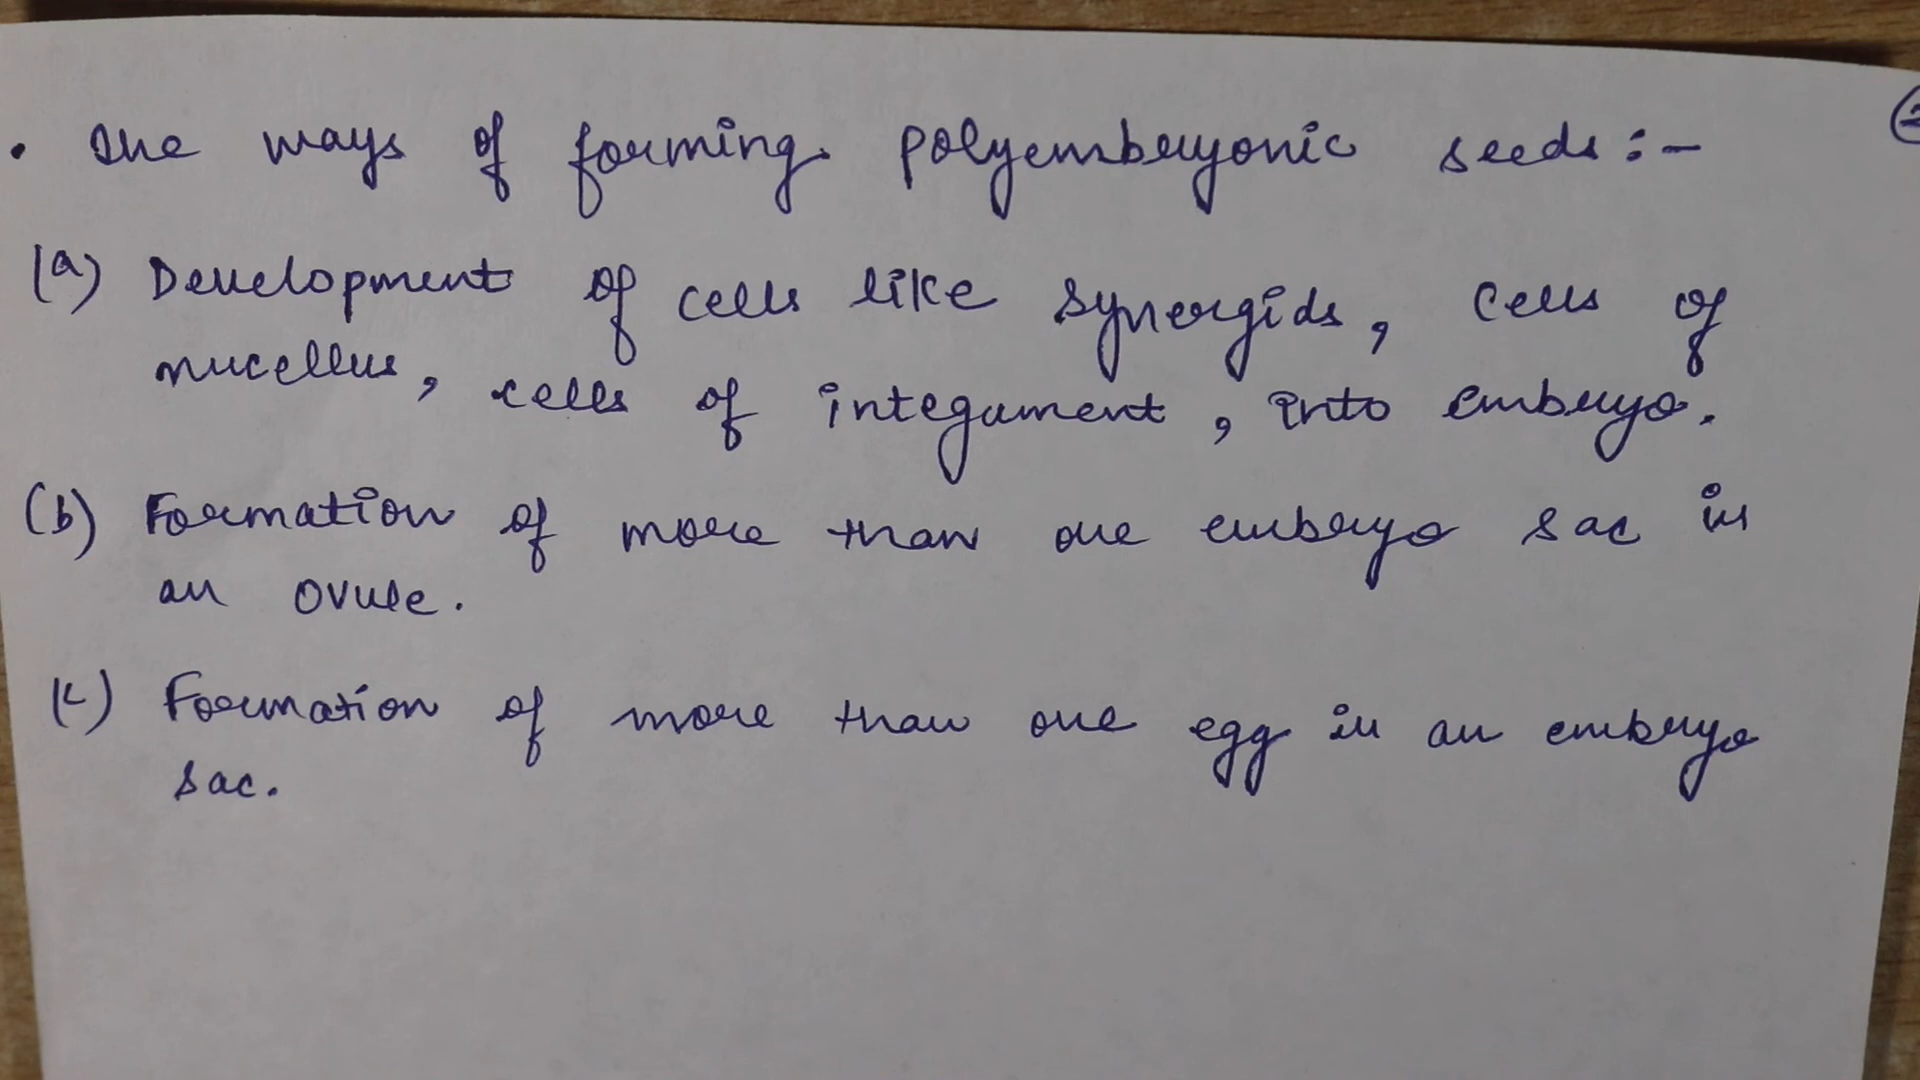 • The ways of forming polyembryonic seeds :-
(a) Development of cells like synergids, cells of
nucellus, cells of integument, into embryo.
(b) Formation of more than one embryo sac in
an ovule.
(c) Formation of more than one egg in an embryo
sac.